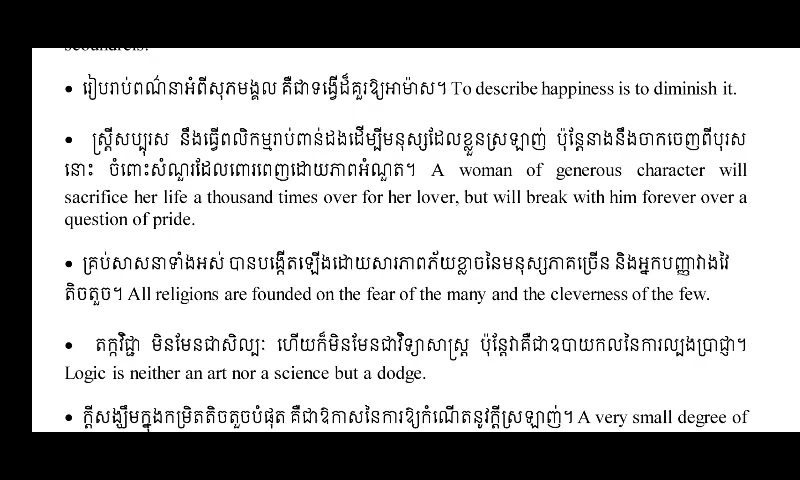 scoundrels.
• រៀបរាប់ពណ៌នាអំពីសុភមង្គល គឺជាទង្វើដ៏គួរឱ្យអាម៉ាស។ To describe happiness is to diminish it.
• ស្ត្រីសប្បុរស នឹងធ្វើពលិកម្មរាប់ពាន់ដងដើម្បីមនុស្សដែលខ្លួនស្រឡាញ់ ប៉ុន្តែនាងនឹងចាកចេញពីបុរស
នោះ ចំពោះសំណួរដែលពោរពេញដោយភាពអំណួត។ A woman of generous character will
sacrifice her life a thousand times over for her lover, but will break with him forever over a
question of pride.
• គ្រប់សាសនាទាំងអស់ បានបង្កើតឡើងដោយសារភាពភ័យខ្លាចនៃមនុស្សភាគច្រើន និងអ្នកបញ្ញាវាងវៃ
តិចតួច។ All religions are founded on the fear of the many and the cleverness of the few.
• តក្កវិជ្ជា មិនមែនជាសិល្បៈ ហើយក៏មិនមែនជាវិទ្យាសាស្ត្រ ប៉ុន្តែវាគឺជាឧបាយកលនៃការល្បងប្រាជ្ញា។
Logic is neither an art nor a science but a dodge.
• ក្តីសង្ឃឹមក្នុងកម្រិតតិចតួចបំផុត គឺជាឱកាសនៃការឱ្យកំណើតនូវក្តីស្រឡាញ់។ A very small degree of